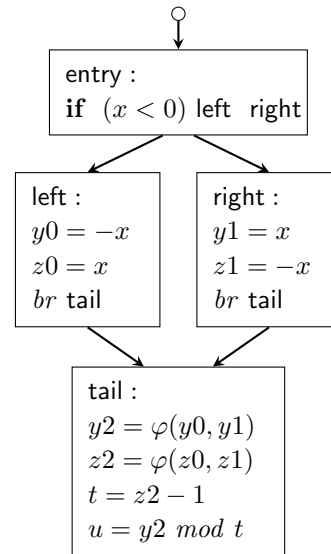 entry :
if (x < 0) left right
left :
y0 = −x
z0 = x
br tail
right :
y1 = x
z1 = −x
br tail
tail :
y2 = φ(y0, y1)
z2 = φ(z0, z1)
t = z2 − 1
u = y2 mod t